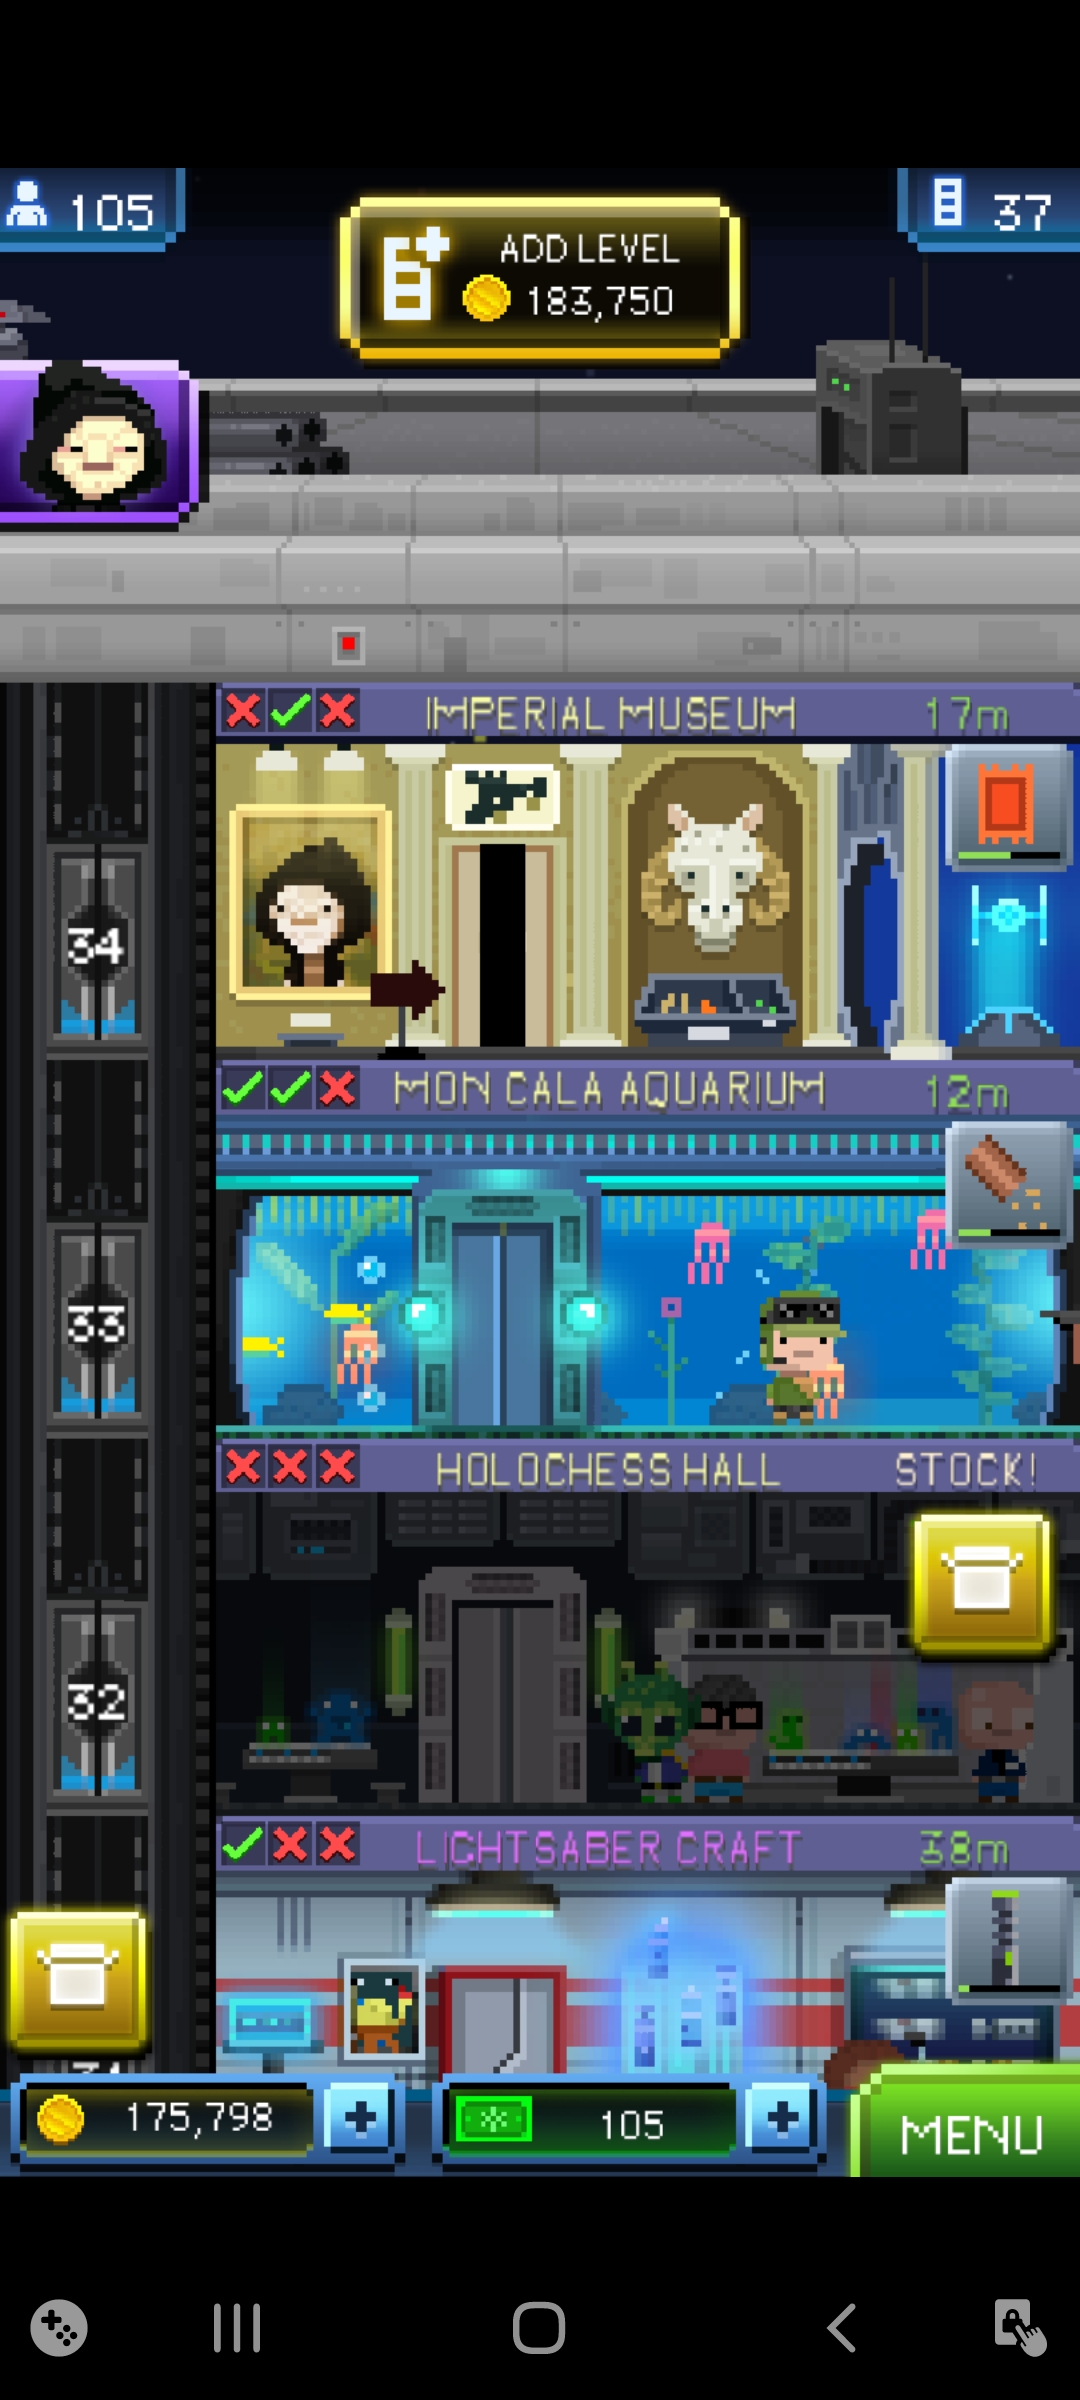 105
ADD LEVEL
183,750
37
IMPERIAL MUSEUM 17m
34
MON CALA AQUARIUM 12m
33
HOLOCHESS HALL STOCK!
32
LIGHTSABER CRAFT 38m
175,798
105
MENU